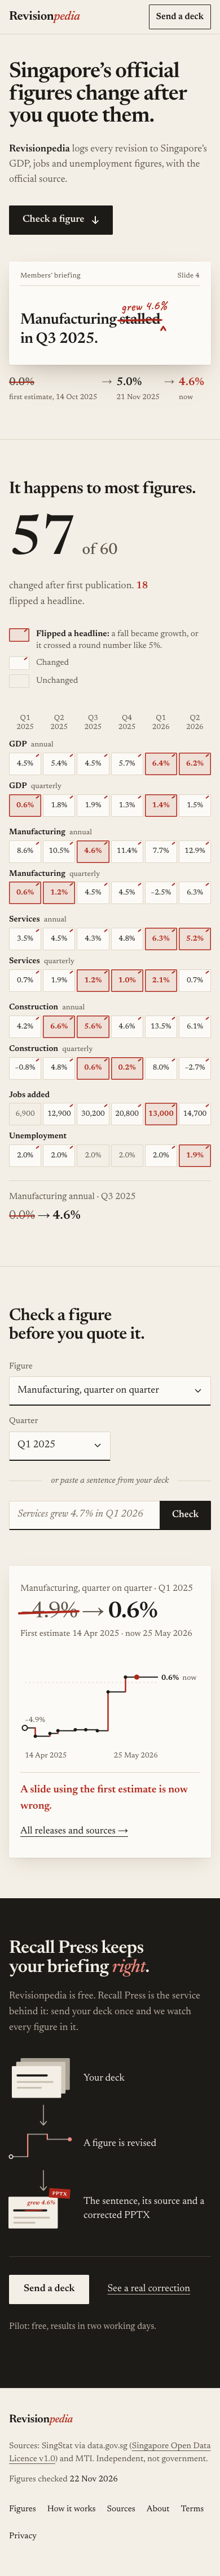 Revisionpedia
Send a deck
Singapore's official
figures change after
you quote them.
Revisionpedia logs every revision to Singapore's
GDP, jobs and unemployment figures, with the
official source.
Check a figure ↓
Members' briefing
Slide 4
grew 4.6%
Manufacturing stalled
in Q3 2025.
0.0% → 5.0% → 4.6%
first estimate, 14 Oct 2025 21 Nov 2025 now
It happens to most figures.
57 of 60
changed after first publication. 18
flipped a headline.
Flipped a headline: a fall became growth, or
it crossed a round number like 5%.
Changed
Unchanged
Q1 Q2 Q3 Q4 Q1 Q2
2025 2025 2025 2025 2026 2026
GDP annual
4.5% 5.4% 4.5% 5.7% 6.4% 6.2%
GDP quarterly
0.6% 1.8% 1.9% 1.3% 1.4% 1.5%
Manufacturing annual
8.6% 10.5% 4.6% 11.4% 7.7% 12.9%
Manufacturing quarterly
0.6% 1.2% 4.5% 4.5% −2.5% 6.3%
Services annual
3.5% 4.5% 4.3% 4.8% 6.3% 5.2%
Services quarterly
0.7% 1.9% 1.2% 1.0% 2.1% 0.7%
Construction annual
4.2% 6.6% 5.6% 4.6% 13.5% 6.1%
Construction quarterly
−0.8% 4.8% 0.6% 0.2% 8.0% −2.7%
Jobs added
6,900 12,900 30,200 20,800 13,000 14,700
Unemployment
2.0% 2.0% 2.0% 2.0% 2.0% 1.9%
Manufacturing annual · Q3 2025
0.0% → 4.6%
Check a figure
before you quote it.
Figure
Manufacturing, quarter on quarter
Quarter
Q1 2025
or paste a sentence from your deck
Services grew 4.7% in Q1 2026
Check
Manufacturing, quarter on quarter · Q1 2025
−4.9% → 0.6%
First estimate 14 Apr 2025 · now 25 May 2026
0.6% now
−4.9%
14 Apr 2025
25 May 2026
A slide using the first estimate is now
wrong.
All releases and sources →
Recall Press keeps
your briefing right.
Revisionpedia is free. Recall Press is the service
behind it: send your deck once and we watch
every figure in it.
Your deck
A figure is revised
PPTX
grew 4.6%
The sentence, its source and a
corrected PPTX
Send a deck
See a real correction
Pilot: free, results in two working days.
Revisionpedia
Sources: SingStat via data.gov.sg (Singapore Open Data
Licence v1.0) and MTI. Independent, not government.
Figures checked 22 Nov 2026
Figures How it works Sources About Terms
Privacy